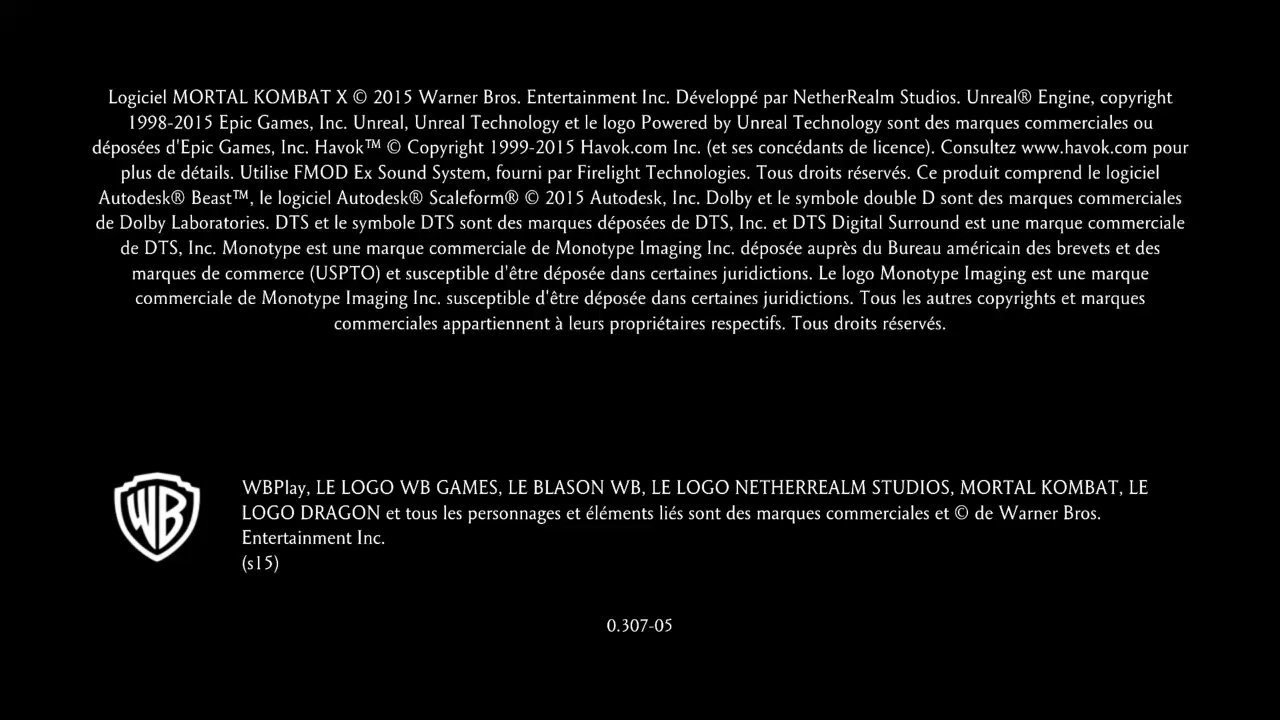 Logiciel MORTAL KOMBAT X © 2015 Warner Bros. Entertainment Inc. Développé par NetherRealm Studios. Unreal® Engine, copyright
1998-2015 Epic Games, Inc. Unreal, Unreal Technology et le logo Powered by Unreal Technology sont des marques commerciales ou
déposées d'Epic Games, Inc. Havok™ © Copyright 1999-2015 Havok.com Inc. (et ses concédants de licence). Consultez www.havok.com pour
plus de détails. Utilise FMOD Ex Sound System, fourni par Firelight Technologies. Tous droits réservés. Ce produit comprend le logiciel
Autodesk® Beast™, le logiciel Autodesk® Scaleform® © 2015 Autodesk, Inc. Dolby et le symbole double D sont des marques commerciales
de Dolby Laboratories. DTS et le symbole DTS sont des marques déposées de DTS, Inc. et DTS Digital Surround est une marque commerciale
de DTS, Inc. Monotype est une marque commerciale de Monotype Imaging Inc. déposée auprès du Bureau américain des brevets et des
marques de commerce (USPTO) et susceptible d'être déposée dans certaines juridictions. Le logo Monotype Imaging est une marque
commerciale de Monotype Imaging Inc. susceptible d'être déposée dans certaines juridictions. Tous les autres copyrights et marques
commerciales appartiennent à leurs propriétaires respectifs. Tous droits réservés.
WB
WBPlay, LE LOGO WB GAMES, LE BLASON WB, LE LOGO NETHERREALM STUDIOS, MORTAL KOMBAT, LE
LOGO DRAGON et tous les personnages et éléments liés sont des marques commerciales et © de Warner Bros.
Entertainment Inc.
(s15)
0.307-05